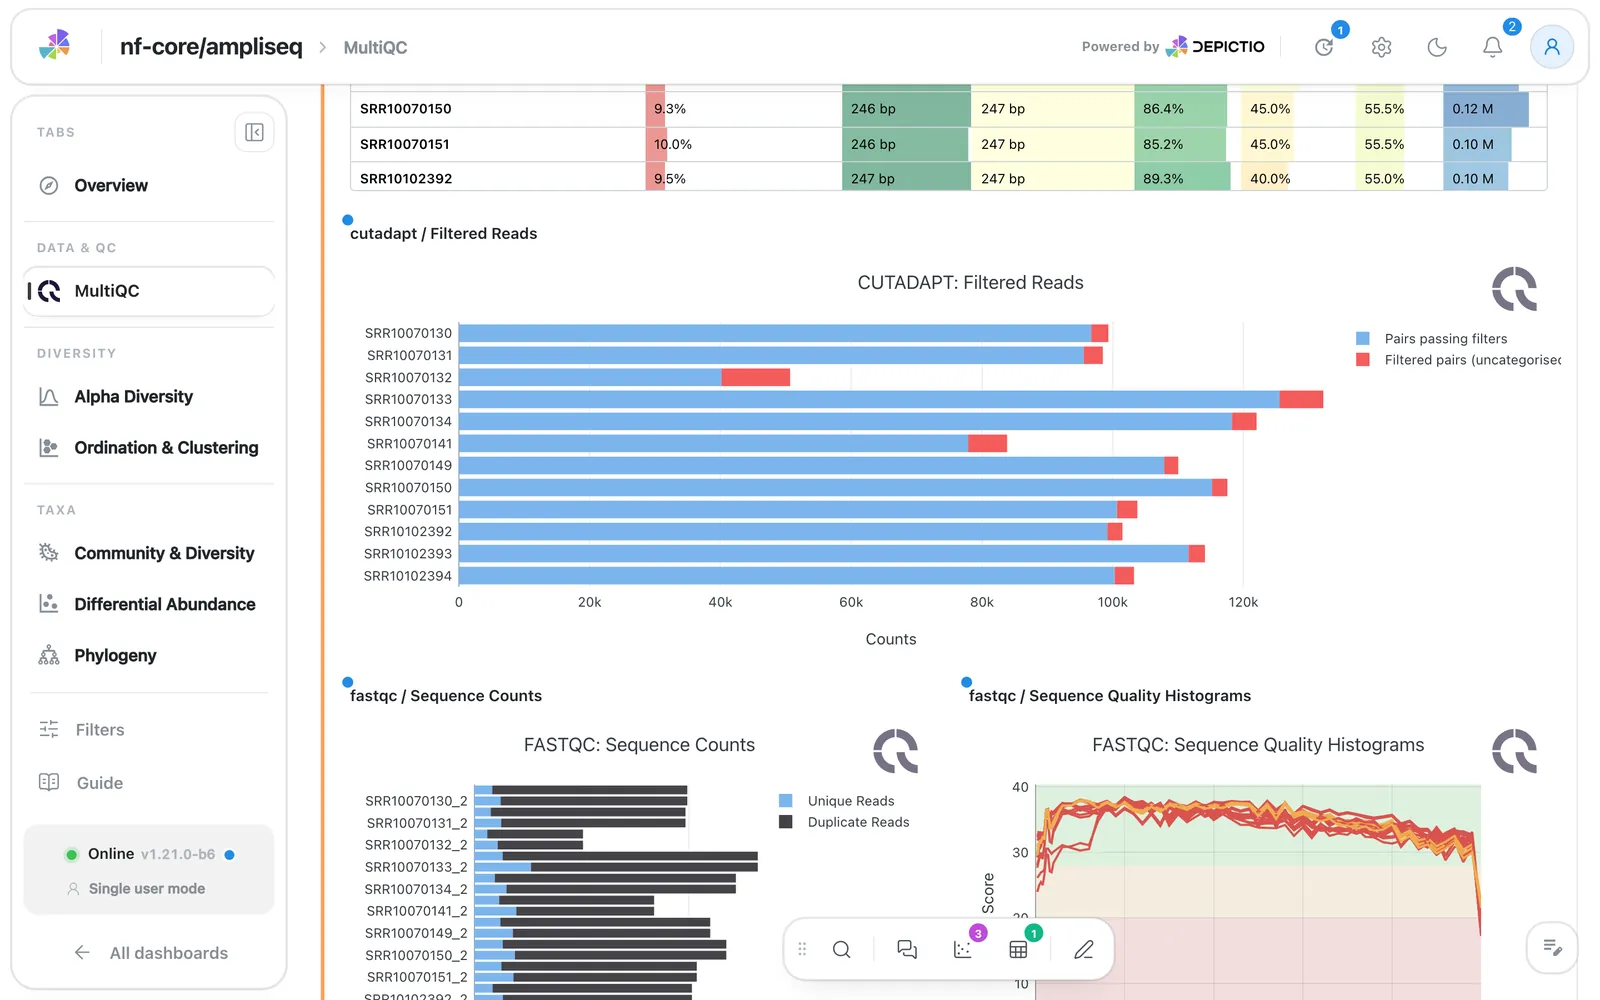 nf-core/ampliseq
MultiQC
Powered by DEPICTIO
1
2
TABS
Overview
DATA & QC
MultiQC
DIVERSITY
Alpha Diversity
Ordination & Clustering
TAXA
Community & Diversity
Differential Abundance
Phylogeny
Filters
Guide
Online v1.21.0-b6
Single user mode
All dashboards
SRR10070150 9.3% 246 bp 247 bp 86.4% 45.0% 55.5% 0.12 M
SRR10070151 10.0% 246 bp 247 bp 85.2% 45.0% 55.5% 0.10 M
SRR10102392 9.5% 247 bp 247 bp 89.3% 40.0% 55.0% 0.10 M
cutadapt / Filtered Reads
CUTADAPT: Filtered Reads
SRR10070130
SRR10070131
SRR10070132
SRR10070133
SRR10070134
SRR10070141
SRR10070149
SRR10070150
SRR10070151
SRR10102392
SRR10102393
SRR10102394
0 20k 40k 60k 80k 100k 120k
Counts
Pairs passing filters
Filtered pairs (uncategorised
fastqc / Sequence Counts
FASTQC: Sequence Counts
SRR10070130_2
SRR10070131_2
SRR10070132_2
SRR10070133_2
SRR10070134_2
SRR10070141_2
SRR10070149_2
SRR10070150_2
SRR10070151_2
SRR10102392_2
Unique Reads
Duplicate Reads
fastqc / Sequence Quality Histograms
FASTQC: Sequence Quality Histograms
40
30
20
10
Score
3
1